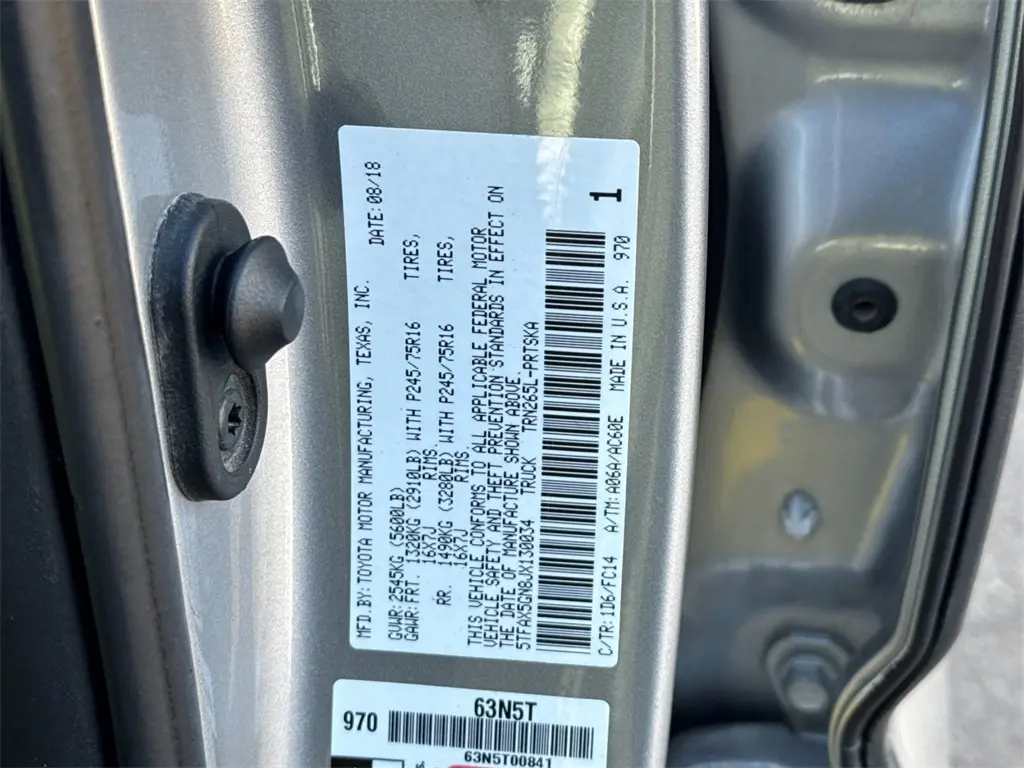 MFD.BY:TOYOTA MOTOR MANUFACTURING, TEXAS, INC. DATE:08/18
GVWR:2545KG (5600LB)
GAWR:FRT. 1320KG (2910LB) WITH P245/75R16 TIRES,
16X7J RIMS
RR. 1490KG (3280LB) WITH P245/75R16 TIRES,
16X7J RIMS
THIS VEHICLE CONFORMS TO ALL APPLICABLE FEDERAL MOTOR
VEHICLE SAFETY AND THEFT PREVENTION STANDARDS IN EFFECT ON
THE DATE OF MANUFACTURE SHOWN ABOVE.
5TFAX5GN8JX130034 TRUCK TRN265L-PRTSKA
1
C/TR:1D6/FC14 A/TM:A06A/AC60E MADE IN U.S.A. 970
63N5T
970
63N5T00841